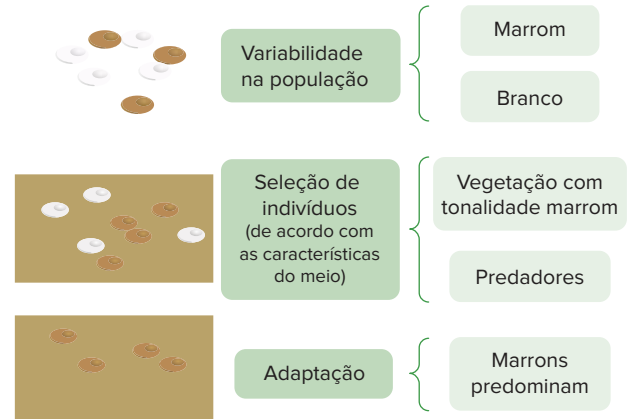 Variabilidade
na população
Marrom
Branco
Seleção de
indivíduos
(de acordo com
as características
do meio)
Vegetação com
tonalidade marrom
Predadores
Adaptação
Marrons
predominam